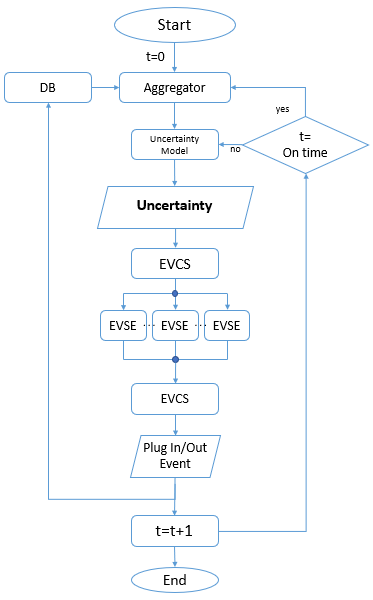 Start
t=0
DB
Aggregator
yes
Uncertainty
Model
no
t=
On time
Uncertainty
EVCS
EVSE ... EVSE ... EVSE
EVCS
Plug In/Out
Event
t=t+1
End